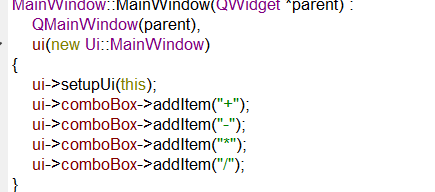 MainWindow::MainWindow(QWidget *parent) :
QMainWindow(parent),
ui(new Ui::MainWindow)
{
ui->setupUi(this);
ui->comboBox->addItem("+");
ui->comboBox->addItem("-");
ui->comboBox->addItem("*");
ui->comboBox->addItem("/");
}